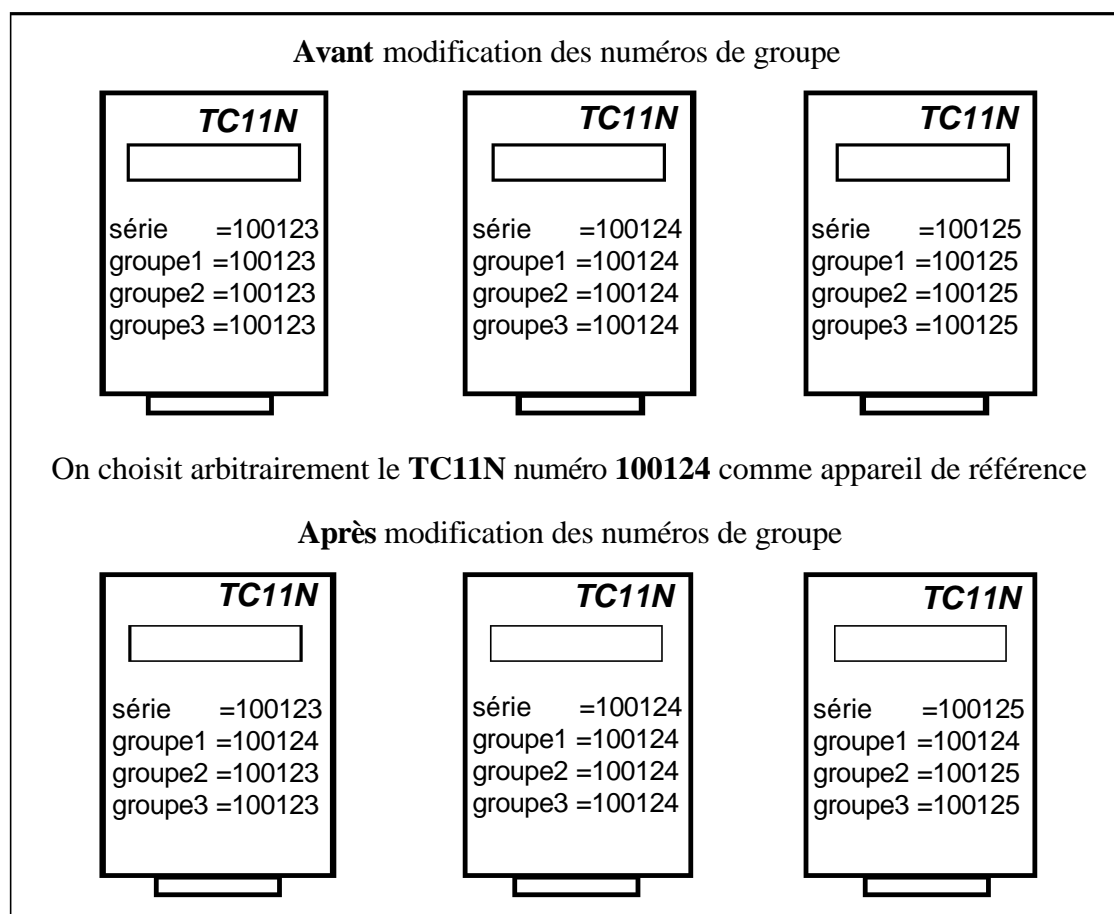 Avant modification des numéros de groupe
TC11N
série =100123
groupe1 =100123
groupe2 =100123
groupe3 =100123
TC11N
série =100124
groupe1 =100124
groupe2 =100124
groupe3 =100124
TC11N
série =100125
groupe1 =100125
groupe2 =100125
groupe3 =100125
On choisit arbitrairement le TC11N numéro 100124 comme appareil de référence
Après modification des numéros de groupe
TC11N
série =100123
groupe1 =100124
groupe2 =100123
groupe3 =100123
TC11N
série =100124
groupe1 =100124
groupe2 =100124
groupe3 =100124
TC11N
série =100125
groupe1 =100124
groupe2 =100125
groupe3 =100125